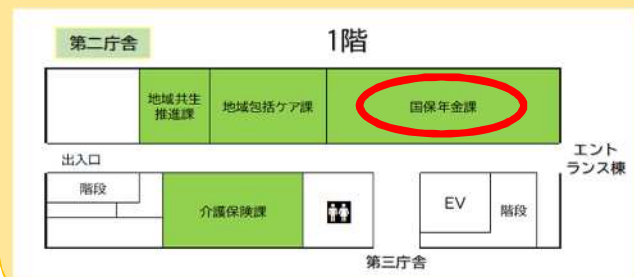 第二庁舎
1階
地域共生
推進課
地域包括ケア課
国保年金課
エント
ランス棟
出入口
階段
介護保険課
EV
階段
第三庁舎